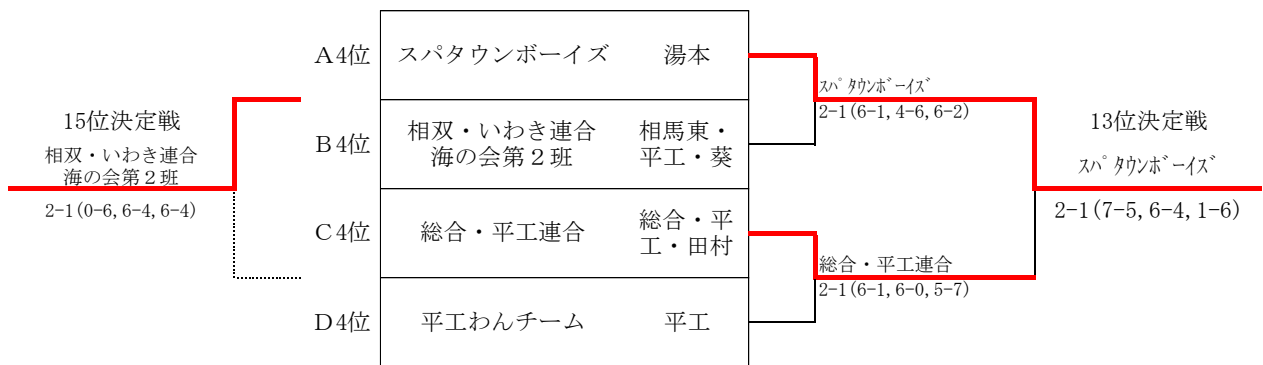 15位決定戦
相双・いわき連合
海の会第２班
2-1(0-6, 6-4, 6-4)
A4位
スパタウンボーイズ 湯本
B4位
相双・いわき連合 相馬東・
海の会第２班 平工・葵
C4位
総合・平工連合 総合・平
工・田村
D4位
平工わんチーム 平工
ｽﾊﾟﾀｳﾝﾎﾞｰｲｽﾞ
2-1(6-1, 4-6, 6-2)
総合・平工連合
2-1(6-1, 6-0, 5-7)
13位決定戦
ｽﾊﾟﾀｳﾝﾎﾞｰｲｽﾞ
2-1(7-5, 6-4, 1-6)